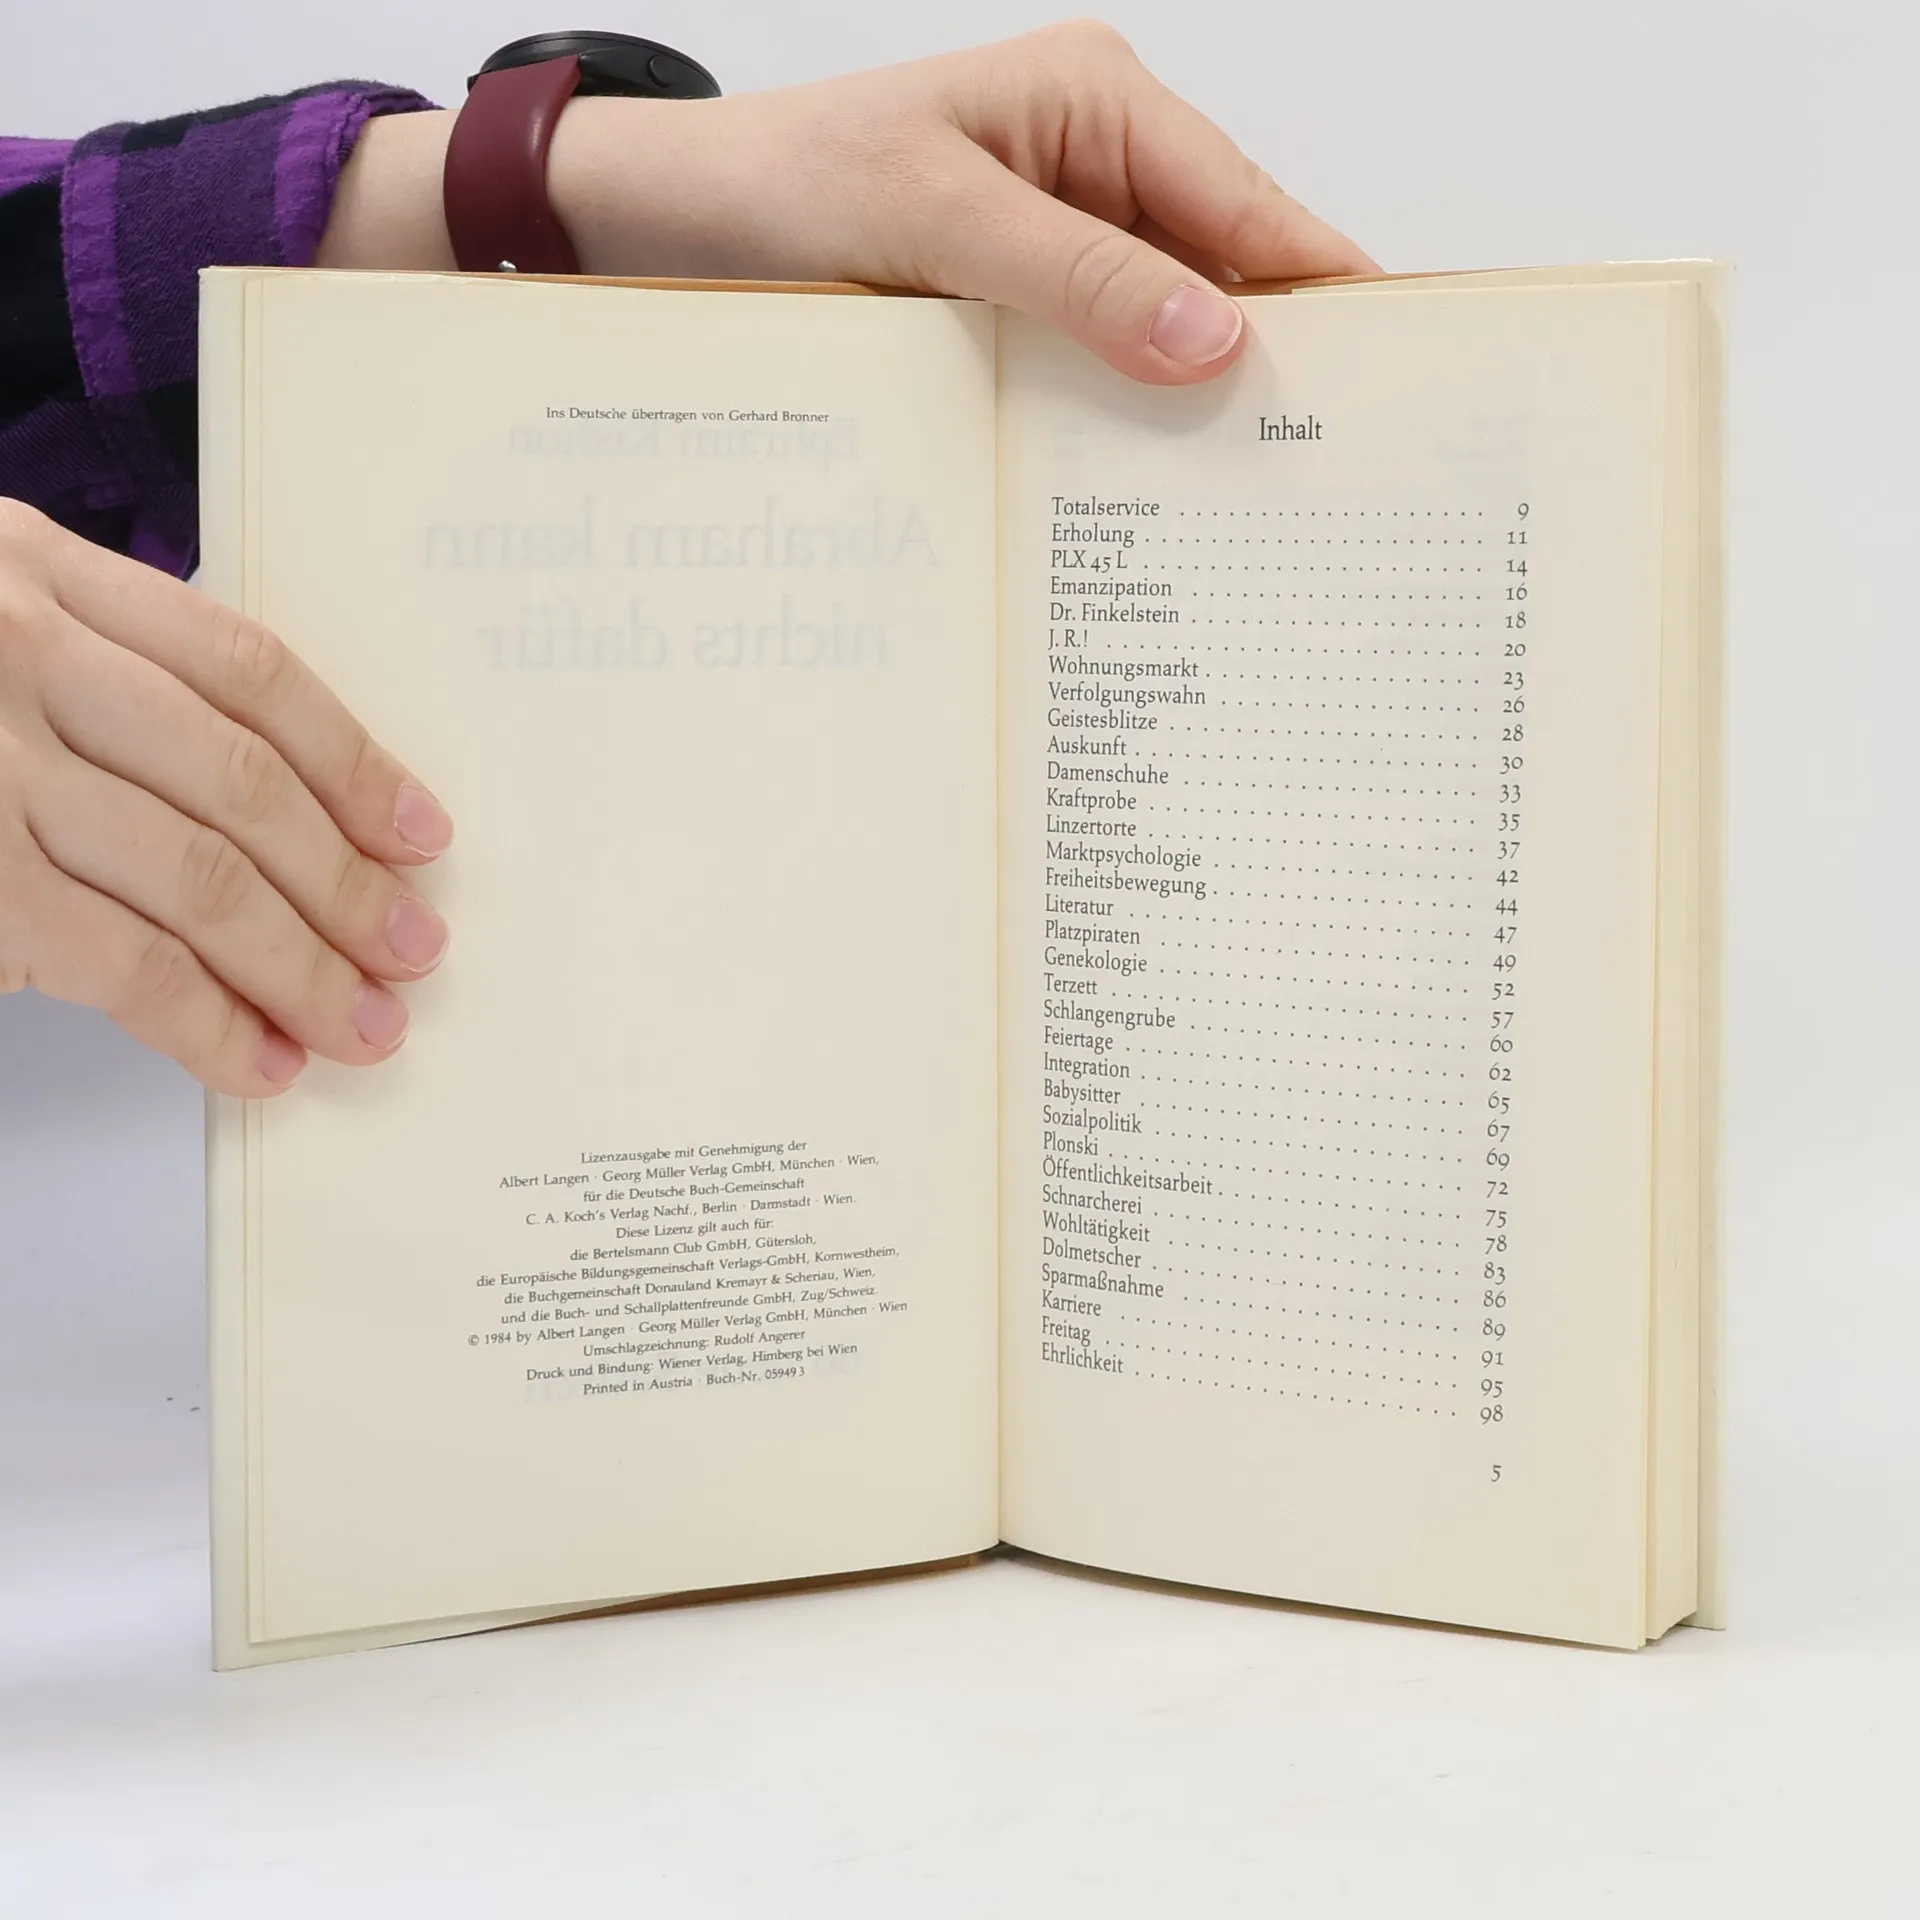 Ins Deutsche übertragen von Gerhard Bronner
Ephraim Kishon
Abraham kann
nichts dafür
Lizenzausgabe mit Genehmigung der
Albert Langen · Georg Müller Verlag GmbH, München · Wien,
für die Deutsche Buch-Gemeinschaft
C. A. Koch's Verlag Nachf., Berlin · Darmstadt · Wien.
Diese Lizenz gilt auch für:
die Bertelsmann Club GmbH, Gütersloh,
die Europäische Bildungsgemeinschaft Verlags-GmbH, Kornwestheim,
die Buchgemeinschaft Donauland Kremayr & Scheriau, Wien,
und die Buch- und Schallplattenfreunde GmbH, Zug/Schweiz.
© 1984 by Albert Langen · Georg Müller Verlag GmbH, München · Wien
Umschlagzeichnung: Rudolf Angerer
Druck und Bindung: Wiener Verlag, Himberg bei Wien
Printed in Austria · Buch-Nr. 05949 3
Inhalt
Totalservice . . . . . . . . . . . . . . . . . . . 9
Erholung . . . . . . . . . . . . . . . . . . . . . 11
PLX 45 L . . . . . . . . . . . . . . . . . . . . . 14
Emanzipation . . . . . . . . . . . . . . . . . . 16
Dr. Finkelstein . . . . . . . . . . . . . . . . . . 18
J. R.! . . . . . . . . . . . . . . . . . . . . . . . 20
Wohnungsmarkt . . . . . . . . . . . . . . . . . 23
Verfolgungswahn . . . . . . . . . . . . . . . . 26
Geistesblitze . . . . . . . . . . . . . . . . . . . 28
Auskunft . . . . . . . . . . . . . . . . . . . . . 30
Damenschuhe . . . . . . . . . . . . . . . . . . 33
Kraftprobe . . . . . . . . . . . . . . . . . . . . 35
Linzertorte . . . . . . . . . . . . . . . . . . . . 37
Marktpsychologie . . . . . . . . . . . . . . . . 42
Freiheitsbewegung . . . . . . . . . . . . . . . . 44
Literatur . . . . . . . . . . . . . . . . . . . . . 47
Platzpiraten . . . . . . . . . . . . . . . . . . . 49
Genekologie . . . . . . . . . . . . . . . . . . . 52
Terzett . . . . . . . . . . . . . . . . . . . . . . 57
Schlangengrube . . . . . . . . . . . . . . . . . 60
Feiertage . . . . . . . . . . . . . . . . . . . . . 62
Integration . . . . . . . . . . . . . . . . . . . . 65
Babysitter . . . . . . . . . . . . . . . . . . . . 67
Sozialpolitik . . . . . . . . . . . . . . . . . . . 69
Plonski . . . . . . . . . . . . . . . . . . . . . . 72
Öffentlichkeitsarbeit . . . . . . . . . . . . . . . 75
Schnarcherei . . . . . . . . . . . . . . . . . . . 78
Wohltätigkeit . . . . . . . . . . . . . . . . . . 83
Dolmetscher . . . . . . . . . . . . . . . . . . . 86
Sparmaßnahme . . . . . . . . . . . . . . . . . 89
Karriere . . . . . . . . . . . . . . . . . . . . . 91
Freitag . . . . . . . . . . . . . . . . . . . . . . 95
Ehrlichkeit . . . . . . . . . . . . . . . . . . . . 98
5